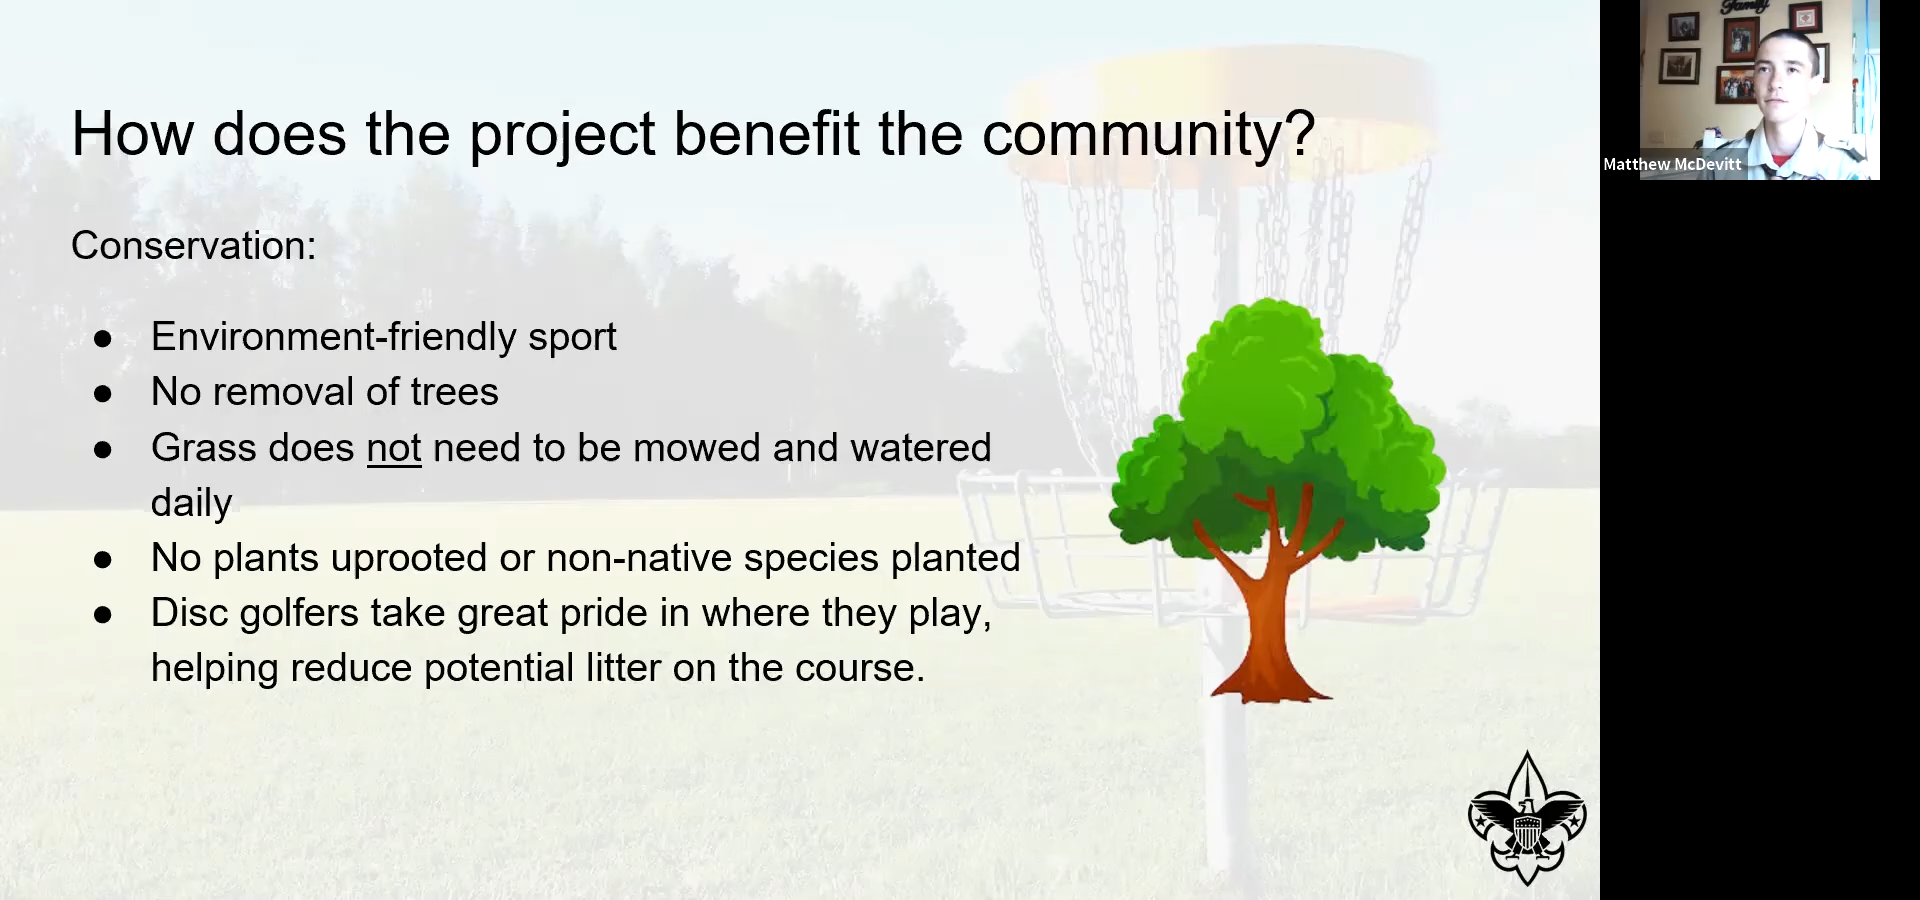 How does the project benefit the community?
Conservation:
● Environment-friendly sport
● No removal of trees
● Grass does not need to be mowed and watered
daily
● No plants uprooted or non-native species planted
● Disc golfers take great pride in where they play,
helping reduce potential litter on the course.
Family
Matthew McDevitt